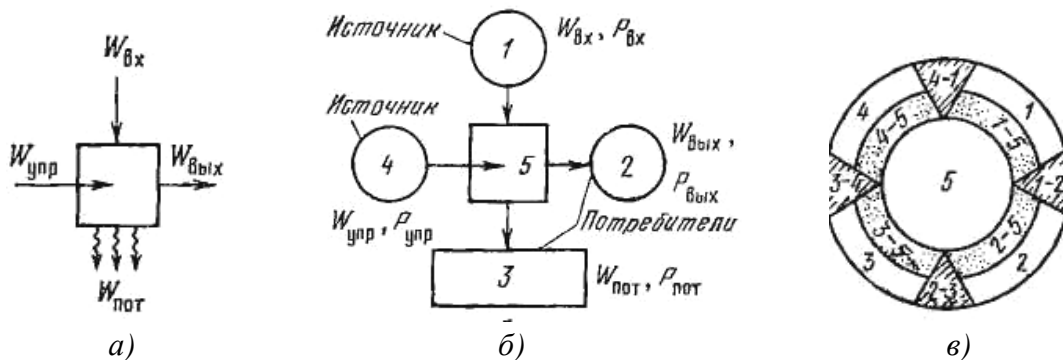 W_вх
W_упр
W_вых
W_пот
а)
Источник
1
W_вх, P_вх
Источник
4
5
2
W_вых,
P_вых
W_упр, P_упр
Потребители
3
W_пот, P_пот
б)
4-1
4
1
4-5
1-5
3-4
5
1-2
3-5
2-5
3
2
2-3
в)